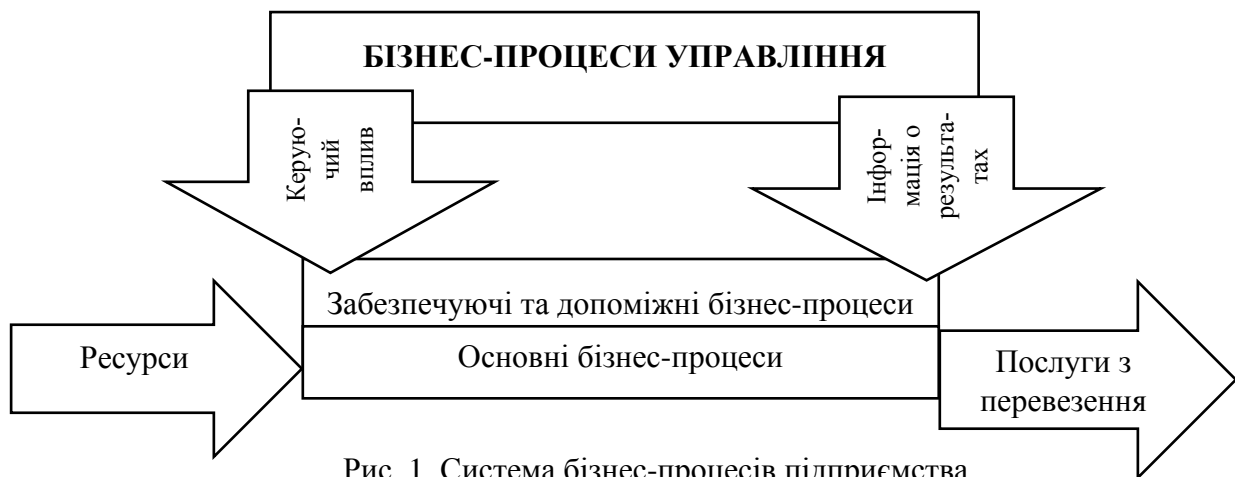 БІЗНЕС-ПРОЦЕСИ УПРАВЛІННЯ
Керую-
чий
вплив
Інфор-
мація о
результа-
тах
Забезпечуючі та допоміжні бізнес-процеси
Ресурси
Основні бізнес-процеси
Послуги з
перевезення
Рис. 1. Система бізнес-процесів підприємства